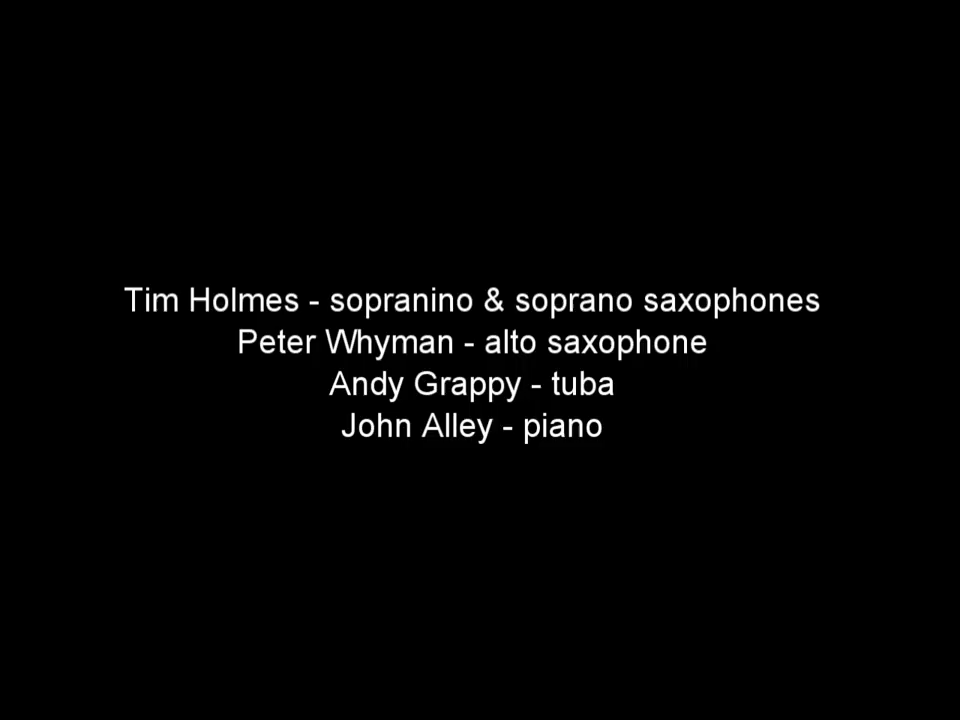 Tim Holmes - sopranino & soprano saxophones
Peter Whyman - alto saxophone
Andy Grappy - tuba
John Alley - piano